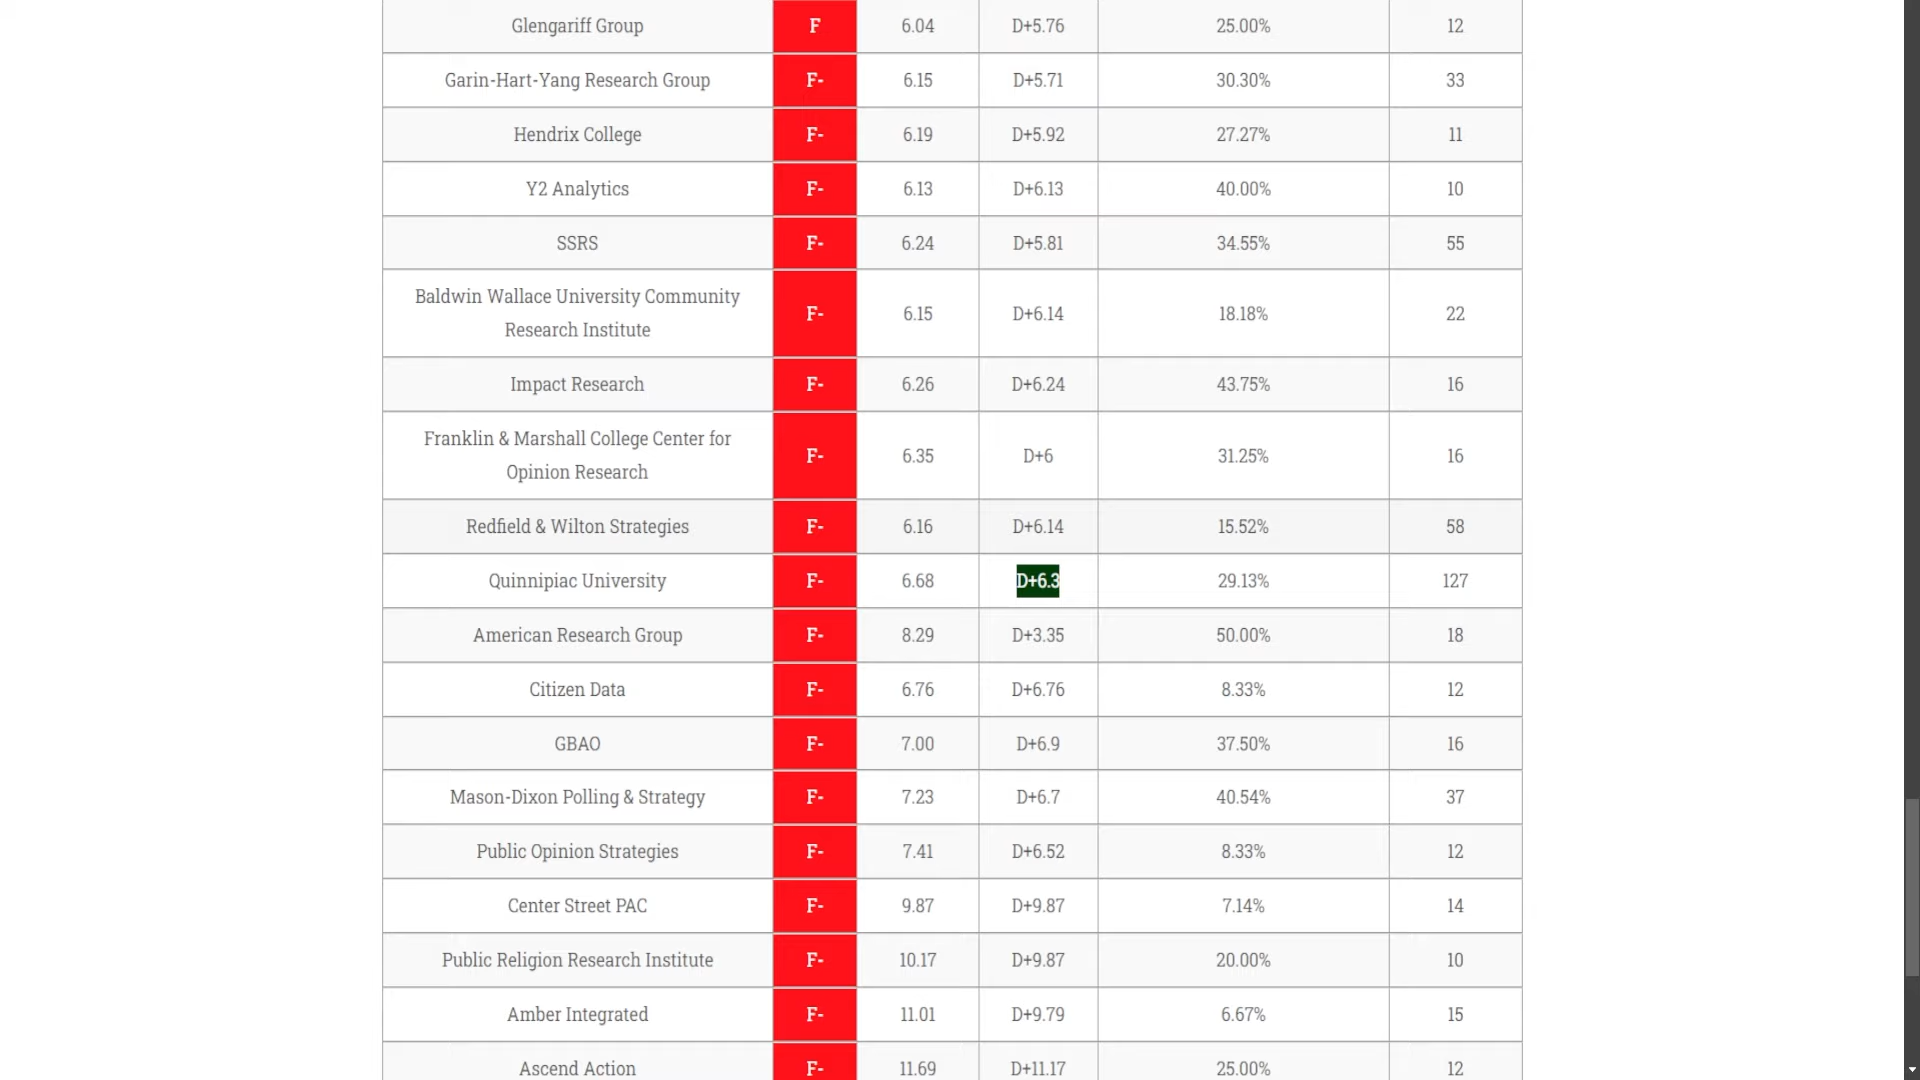 Glengariff Group F 6.04 D+5.76 25.00% 12
Garin-Hart-Yang Research Group F- 6.15 D+5.71 30.30% 33
Hendrix College F- 6.19 D+5.92 27.27% 11
Y2 Analytics F- 6.13 D+6.13 40.00% 10
SSRS F- 6.24 D+5.81 34.55% 55
Baldwin Wallace University Community
Research Institute F- 6.15 D+6.14 18.18% 22
Impact Research F- 6.26 D+6.24 43.75% 16
Franklin & Marshall College Center for
Opinion Research F- 6.35 D+6 31.25% 16
Redfield & Wilton Strategies F- 6.16 D+6.14 15.52% 58
Quinnipiac University F- 6.68 D+6.3 29.13% 127
American Research Group F- 8.29 D+3.35 50.00% 18
Citizen Data F- 6.76 D+6.76 8.33% 12
GBAO F- 7.00 D+6.9 37.50% 16
Mason-Dixon Polling & Strategy F- 7.23 D+6.7 40.54% 37
Public Opinion Strategies F- 7.41 D+6.52 8.33% 12
Center Street PAC F- 9.87 D+9.87 7.14% 14
Public Religion Research Institute F- 10.17 D+9.87 20.00% 10
Amber Integrated F- 11.01 D+9.79 6.67% 15
Ascend Action F- 11.69 D+11.17 25.00% 12